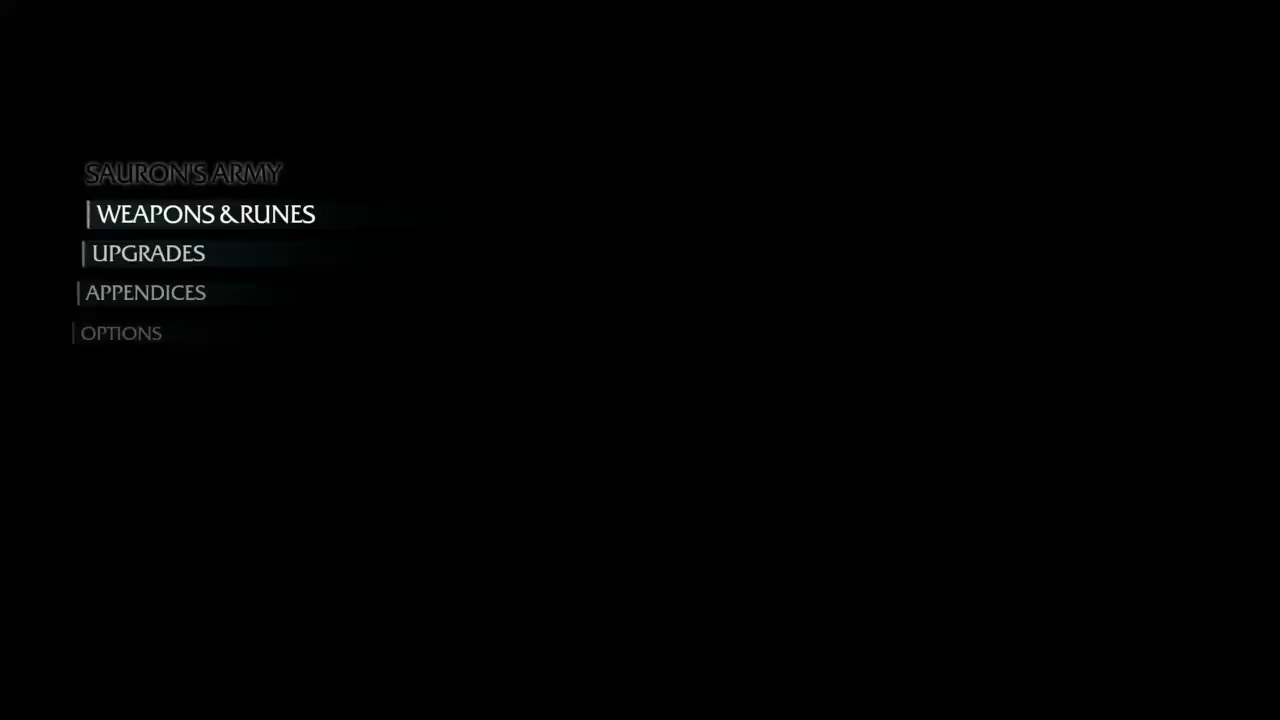 SAURON'S ARMY
WEAPONS & RUNES
UPGRADES
APPENDICES
OPTIONS